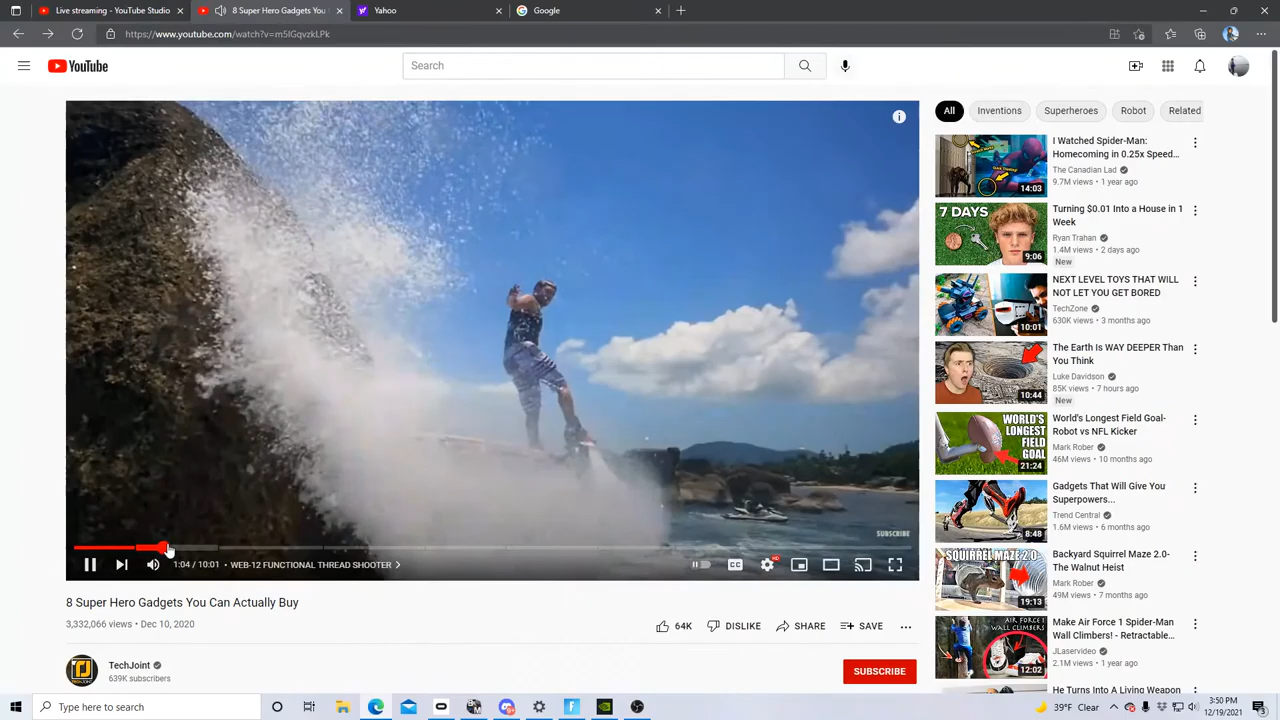 Live streaming - YouTube Studio
8 Super Hero Gadgets You
Yahoo
Google
https://www.youtube.com/watch?v=m5IGqvzkLPk
YouTube
Search
SUBSCRIBE
1:04 / 10:01 • WEB-12 FUNCTIONAL THREAD SHOOTER
CC
HD
8 Super Hero Gadgets You Can Actually Buy
3,332,066 views • Dec 10, 2020
64K
DISLIKE
SHARE
SAVE
TechJoint
639K subscribers
SUBSCRIBE
All
Inventions
Superheroes
Robot
Related
14:03
I Watched Spider-Man:
Homecoming in 0.25x Speed...
The Canadian Lad
9.7M views • 1 year ago
7 DAYS
9:06
Turning $0.01 Into a House in 1
Week
Ryan Trahan
1.4M views • 2 days ago
New
10:01
NEXT LEVEL TOYS THAT WILL
NOT LET YOU GET BORED
TechZone
630K views • 3 months ago
10:44
The Earth Is WAY DEEPER Than
You Think
Luke Davidson
85K views • 7 hours ago
New
WORLD'S
LONGEST
FIELD
GOAL
21:24
World's Longest Field Goal-
Robot vs NFL Kicker
Mark Rober
46M views • 10 months ago
8:48
Gadgets That Will Give You
Superpowers...
Trend Central
1.6M views • 6 months ago
SQUIRREL MAZE 2.0
19:13
Backyard Squirrel Maze 2.0-
The Walnut Heist
Mark Rober
49M views • 7 months ago
AIR FORCE 1
WALL CLIMBERS!
12:02
Make Air Force 1 Spider-Man
Wall Climbers! - Retractable...
JLaservideo
2.1M views • 1 year ago
He Turns Into A Living Weapon
Type here to search
39°F Clear
3:50 PM
12/19/2021